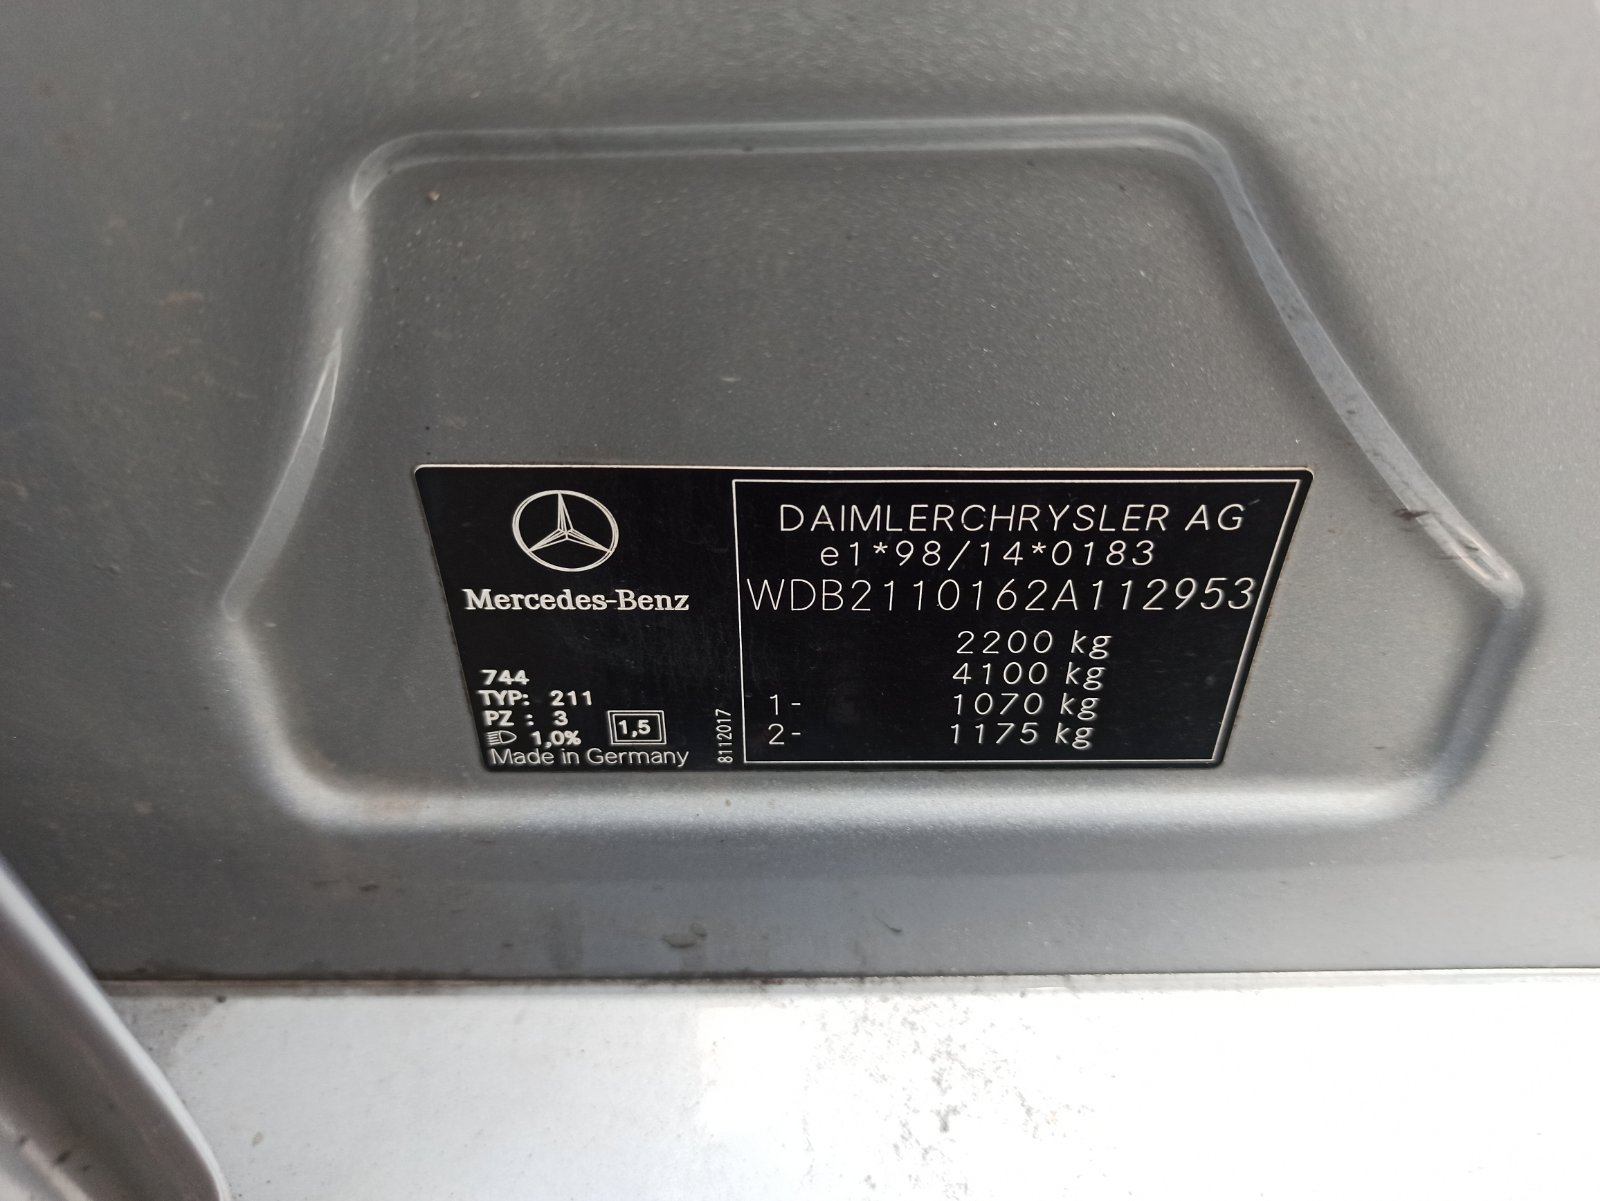 Mercedes-Benz
744
TYP: 211
PZ : 3
1,0%
1,5
Made in Germany
8112017
DAIMLERCHRYSLER AG
e1*98/14*0183
WDB2110162A112953
2200 kg
4100 kg
1- 1070 kg
2- 1175 kg